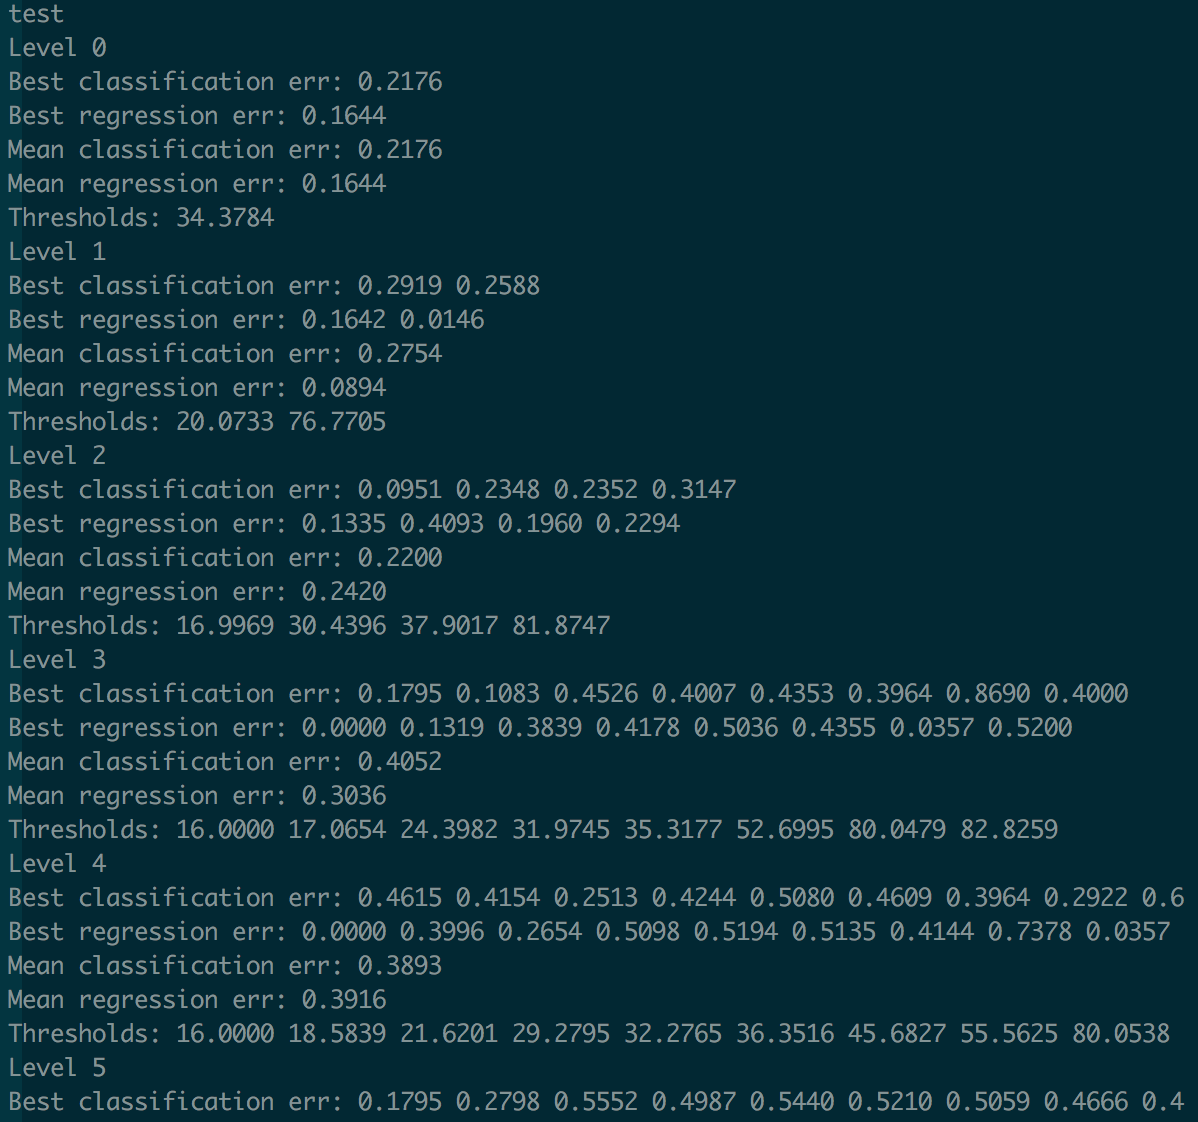 test
Level 0
Best classification err: 0.2176
Best regression err: 0.1644
Mean classification err: 0.2176
Mean regression err: 0.1644
Thresholds: 34.3784
Level 1
Best classification err: 0.2919 0.2588
Best regression err: 0.1642 0.0146
Mean classification err: 0.2754
Mean regression err: 0.0894
Thresholds: 20.0733 76.7705
Level 2
Best classification err: 0.0951 0.2348 0.2352 0.3147
Best regression err: 0.1335 0.4093 0.1960 0.2294
Mean classification err: 0.2200
Mean regression err: 0.2420
Thresholds: 16.9969 30.4396 37.9017 81.8747
Level 3
Best classification err: 0.1795 0.1083 0.4526 0.4007 0.4353 0.3964 0.8690 0.4000
Best regression err: 0.0000 0.1319 0.3839 0.4178 0.5036 0.4355 0.0357 0.5200
Mean classification err: 0.4052
Mean regression err: 0.3036
Thresholds: 16.0000 17.0654 24.3982 31.9745 35.3177 52.6995 80.0479 82.8259
Level 4
Best classification err: 0.4615 0.4154 0.2513 0.4244 0.5080 0.4609 0.3964 0.2922 0.6
Best regression err: 0.0000 0.3996 0.2654 0.5098 0.5194 0.5135 0.4144 0.7378 0.0357
Mean classification err: 0.3893
Mean regression err: 0.3916
Thresholds: 16.0000 18.5839 21.6201 29.2795 32.2765 36.3516 45.6827 55.5625 80.0538
Level 5
Best classification err: 0.1795 0.2798 0.5552 0.4987 0.5440 0.5210 0.5059 0.4666 0.4